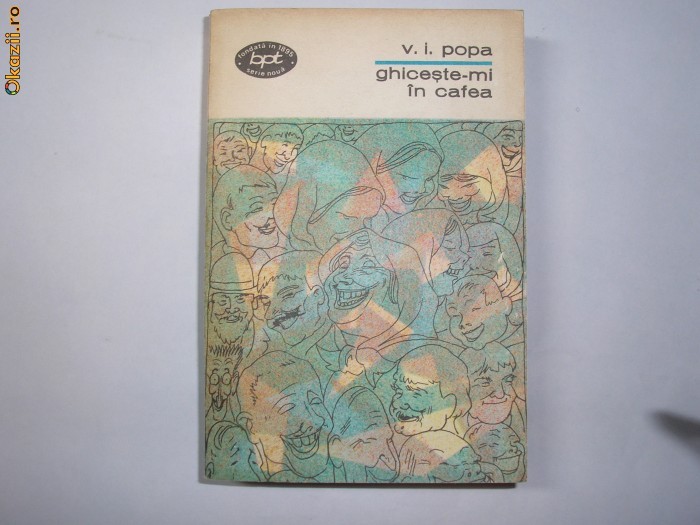 Okazii.ro
fondată în 1895
bpt
serie nouă
v. i. popa
ghicește-mi
în cafea